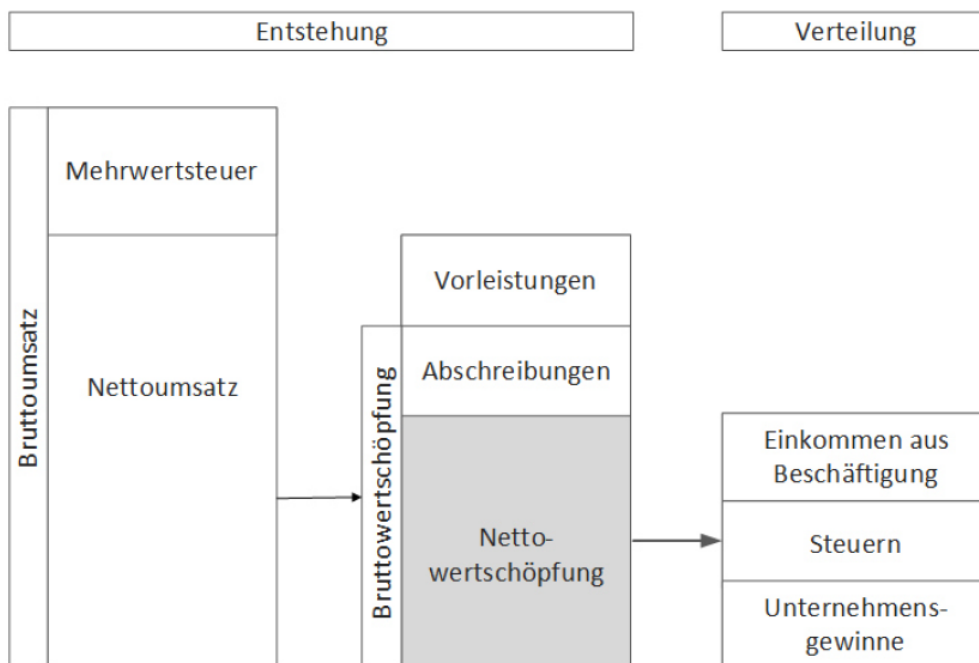 Entstehung
Verteilung
Bruttoumsatz
Mehrwertsteuer
Nettoumsatz
Bruttowertschöpfung
Vorleistungen
Abschreibungen
Netto-
wertschöpfung
Einkommen aus
Beschäftigung
Steuern
Unternehmens-
gewinne